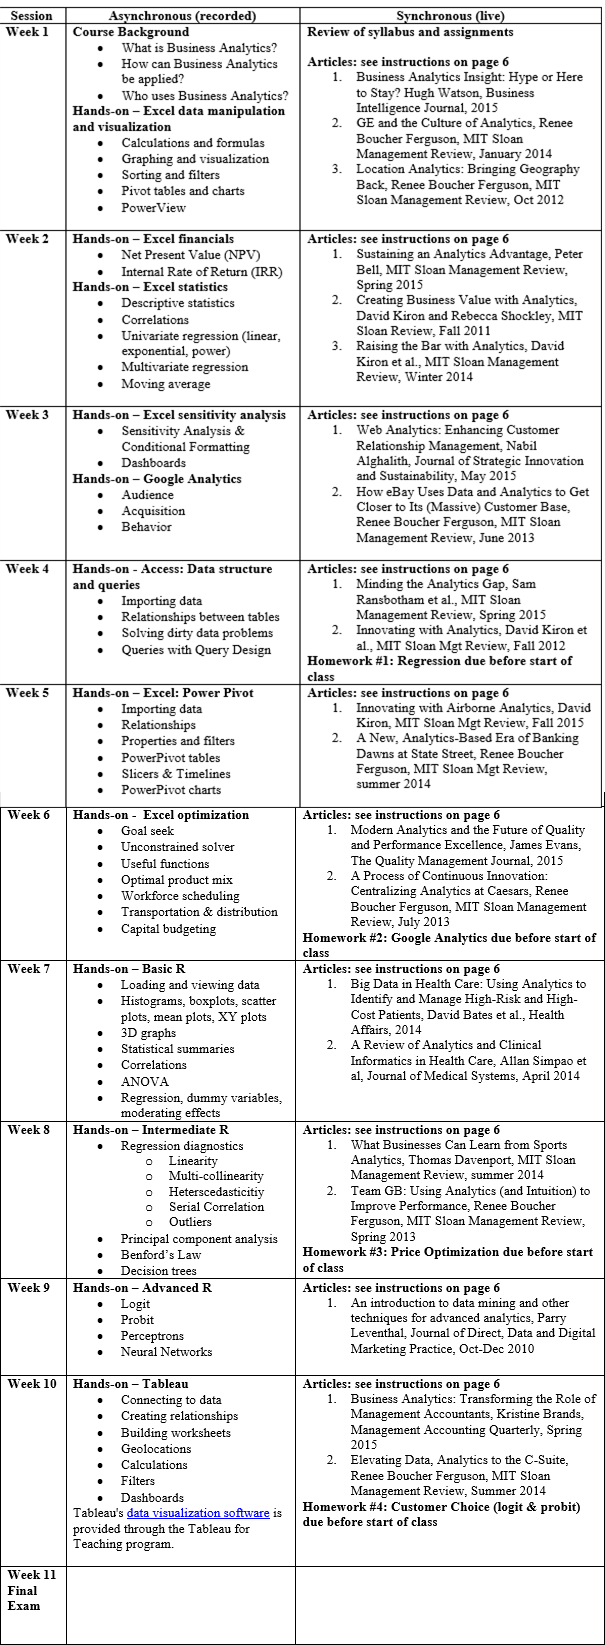 Session
Asynchronous (recorded)
Synchronous (live)
Week 1
Course Background
• What is Business Analytics?
• How can Business Analytics
be applied?
• Who uses Business Analytics?
Hands-on – Excel data manipulation
and visualization
• Calculations and formulas
• Graphing and visualization
• Sorting and filters
• Pivot tables and charts
• PowerView
Review of syllabus and assignments
Articles: see instructions on page 6
1. Business Analytics Insight: Hype or Here
to Stay? Hugh Watson, Business
Intelligence Journal, 2015
2. GE and the Culture of Analytics, Renee
Boucher Ferguson, MIT Sloan
Management Review, January 2014
3. Location Analytics: Bringing Geography
Back, Renee Boucher Ferguson, MIT
Sloan Management Review, Oct 2012
Week 2
Hands-on – Excel financials
• Net Present Value (NPV)
• Internal Rate of Return (IRR)
Hands-on – Excel statistics
• Descriptive statistics
• Correlations
• Univariate regression (linear,
exponential, power)
• Multivariate regression
• Moving average
Articles: see instructions on page 6
1. Sustaining an Analytics Advantage, Peter
Bell, MIT Sloan Management Review,
Spring 2015
2. Creating Business Value with Analytics,
David Kiron and Rebecca Shockley, MIT
Sloan Review, Fall 2011
3. Raising the Bar with Analytics, David
Kiron et al., MIT Sloan Management
Review, Winter 2014
Week 3
Hands-on – Excel sensitivity analysis
• Sensitivity Analysis &
Conditional Formatting
• Dashboards
Hands-on – Google Analytics
• Audience
• Acquisition
• Behavior
Articles: see instructions on page 6
1. Web Analytics: Enhancing Customer
Relationship Management, Nabil
Alghalith, Journal of Strategic Innovation
and Sustainability, May 2015
2. How eBay Uses Data and Analytics to Get
Closer to Its (Massive) Customer Base,
Renee Boucher Ferguson, MIT Sloan
Management Review, June 2013
Week 4
Hands-on - Access: Data structure
and queries
• Importing data
• Relationships between tables
• Solving dirty data problems
• Queries with Query Design
Articles: see instructions on page 6
1. Minding the Analytics Gap, Sam
Ransbotham et al., MIT Sloan
Management Review, Spring 2015
2. Innovating with Analytics, David Kiron et
al., MIT Sloan Mgt Review, Fall 2012
Homework #1: Regression due before start of
class
Week 5
Hands-on – Excel: Power Pivot
• Importing data
• Relationships
• Properties and filters
• PowerPivot tables
• Slicers & Timelines
• PowerPivot charts
Articles: see instructions on page 6
1. Innovating with Airborne Analytics, David
Kiron, MIT Sloan Mgt Review, Fall 2015
2. A New, Analytics-Based Era of Banking
Dawns at State Street, Renee Boucher
Ferguson, MIT Sloan Mgt Review,
summer 2014
Week 6
Hands-on - Excel optimization
• Goal seek
• Unconstrained solver
• Useful functions
• Optimal product mix
• Workforce scheduling
• Transportation & distribution
• Capital budgeting
Articles: see instructions on page 6
1. Modern Analytics and the Future of Quality
and Performance Excellence, James Evans,
The Quality Management Journal, 2015
2. A Process of Continuous Innovation:
Centralizing Analytics at Caesars, Renee
Boucher Ferguson, MIT Sloan Management
Review, July 2013
Homework #2: Google Analytics due before start of
class
Week 7
Hands-on – Basic R
• Loading and viewing data
• Histograms, boxplots, scatter
plots, mean plots, XY plots
• 3D graphs
• Statistical summaries
• Correlations
• ANOVA
• Regression, dummy variables,
moderating effects
Articles: see instructions on page 6
1. Big Data in Health Care: Using Analytics to
Identify and Manage High-Risk and High-
Cost Patients, David Bates et al., Health
Affairs, 2014
2. A Review of Analytics and Clinical
Informatics in Health Care, Allan Simpao et
al, Journal of Medical Systems, April 2014
Week 8
Hands-on – Intermediate R
• Regression diagnostics
o Linearity
o Multi-collinearity
o Heterscedasticitiy
o Serial Correlation
o Outliers
• Principal component analysis
• Benford's Law
• Decision trees
Articles: see instructions on page 6
1. What Businesses Can Learn from Sports
Analytics, Thomas Davenport, MIT Sloan
Management Review, summer 2014
2. Team GB: Using Analytics (and Intuition) to
Improve Performance, Renee Boucher
Ferguson, MIT Sloan Management Review,
Spring 2013
Homework #3: Price Optimization due before start
of class
Week 9
Hands-on – Advanced R
• Logit
• Probit
• Perceptrons
• Neural Networks
Articles: see instructions on page 6
1. An introduction to data mining and other
techniques for advanced analytics, Parry
Leventhal, Journal of Direct, Data and Digital
Marketing Practice, Oct-Dec 2010
Week 10
Hands-on – Tableau
• Connecting to data
• Creating relationships
• Building worksheets
• Geolocations
• Calculations
• Filters
• Dashboards
Tableau's data visualization software is
provided through the Tableau for
Teaching program.
Articles: see instructions on page 6
1. Business Analytics: Transforming the Role of
Management Accountants, Kristine Brands,
Management Accounting Quarterly, Spring
2015
2. Elevating Data, Analytics to the C-Suite,
Renee Boucher Ferguson, MIT Sloan
Management Review, Summer 2014
Homework #4: Customer Choice (logit & probit)
due before start of class
Week 11
Final
Exam